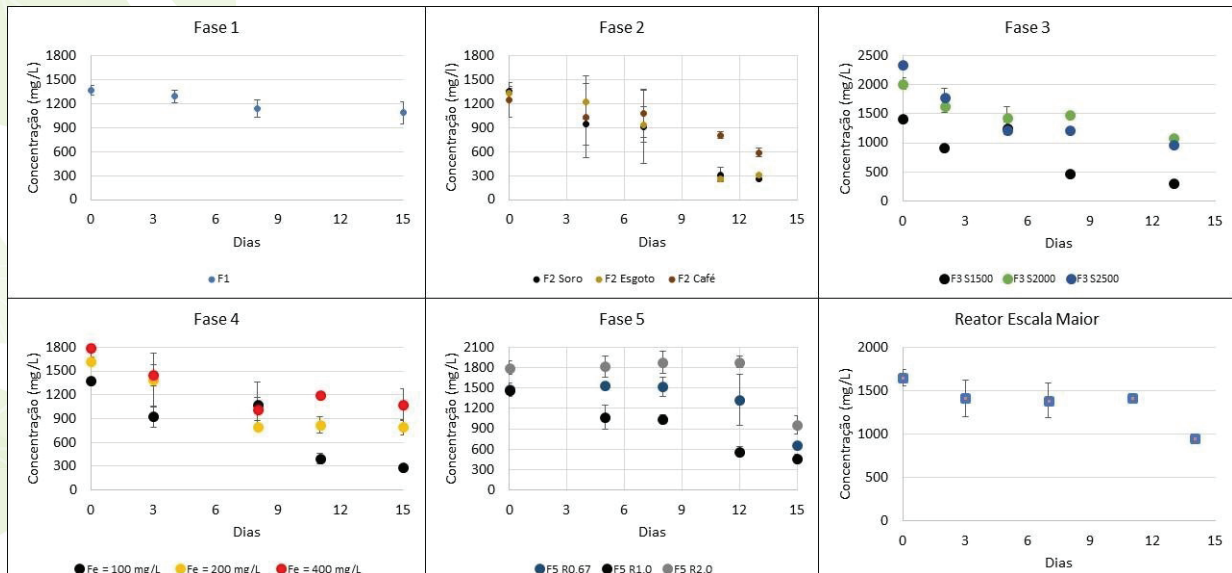 Fase 1
Concentração (mg/L)
1800
1500
1200
900
600
300
0
0 3 6 9 12 15
Dias
F1
Fase 2
Concentração (mg/l)
1800
1500
1200
900
600
300
0
0 3 6 9 12 15
Dias
F2 Soro F2 Esgoto F2 Café
Fase 3
Concentração (mg/L)
2500
2000
1500
1000
500
0
0 3 6 9 12 15
Dias
F3 S1500 F3 S2000 F3 S2500
Fase 4
Concentração (mg/L)
1800
1500
1200
900
600
300
0
0 3 6 9 12 15
Dias
Fe = 100 mg/L Fe = 200 mg/L Fe = 400 mg/L
Fase 5
Concentração (mg/L)
2100
1800
1500
1200
900
600
300
0
0 3 6 9 12 15
Dias
F5 R0.67 F5 R1.0 F5 R2.0
Reator Escala Maior
Concentração (mg/L)
2000
1500
1000
500
0
0 3 6 9 12 15
Dias